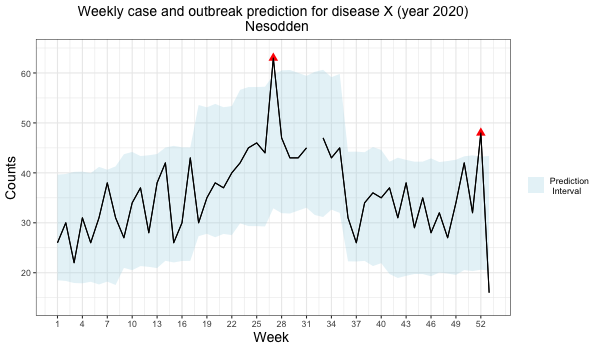 Weekly case and outbreak prediction for disease X (year 2020)
Nesodden
Counts
60
50
40
30
20
1 4 7 10 13 16 19 22 25 28 31 34 37 40 43 46 49 52
Week
Prediction
Interval